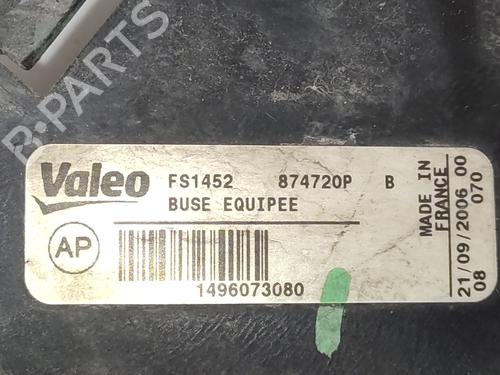 R-PARTS
Valeo FS1452 874720P B
BUSE EQUIPEE
AP
1496073080
MADE IN
FRANCE
21/09/2006 00
08 070